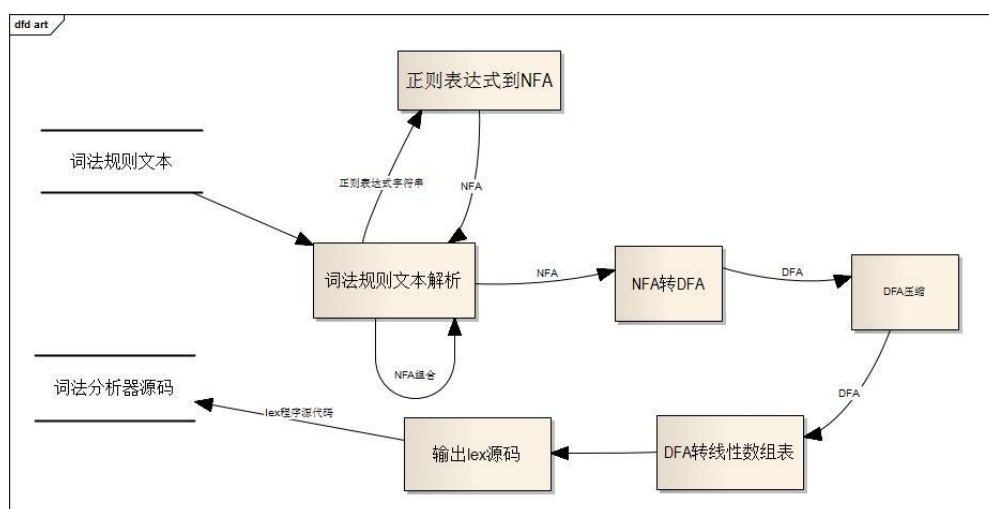 dfd art
正则表达式到NFA
词法规则文本
正则表达式字符串
NFA
词法规则文本解析
NFA
NFA转DFA
DFA
DFA压缩
NFA组合
DFA
词法分析器源码
lex程序源代码
输出lex源码
DFA转线性数组表